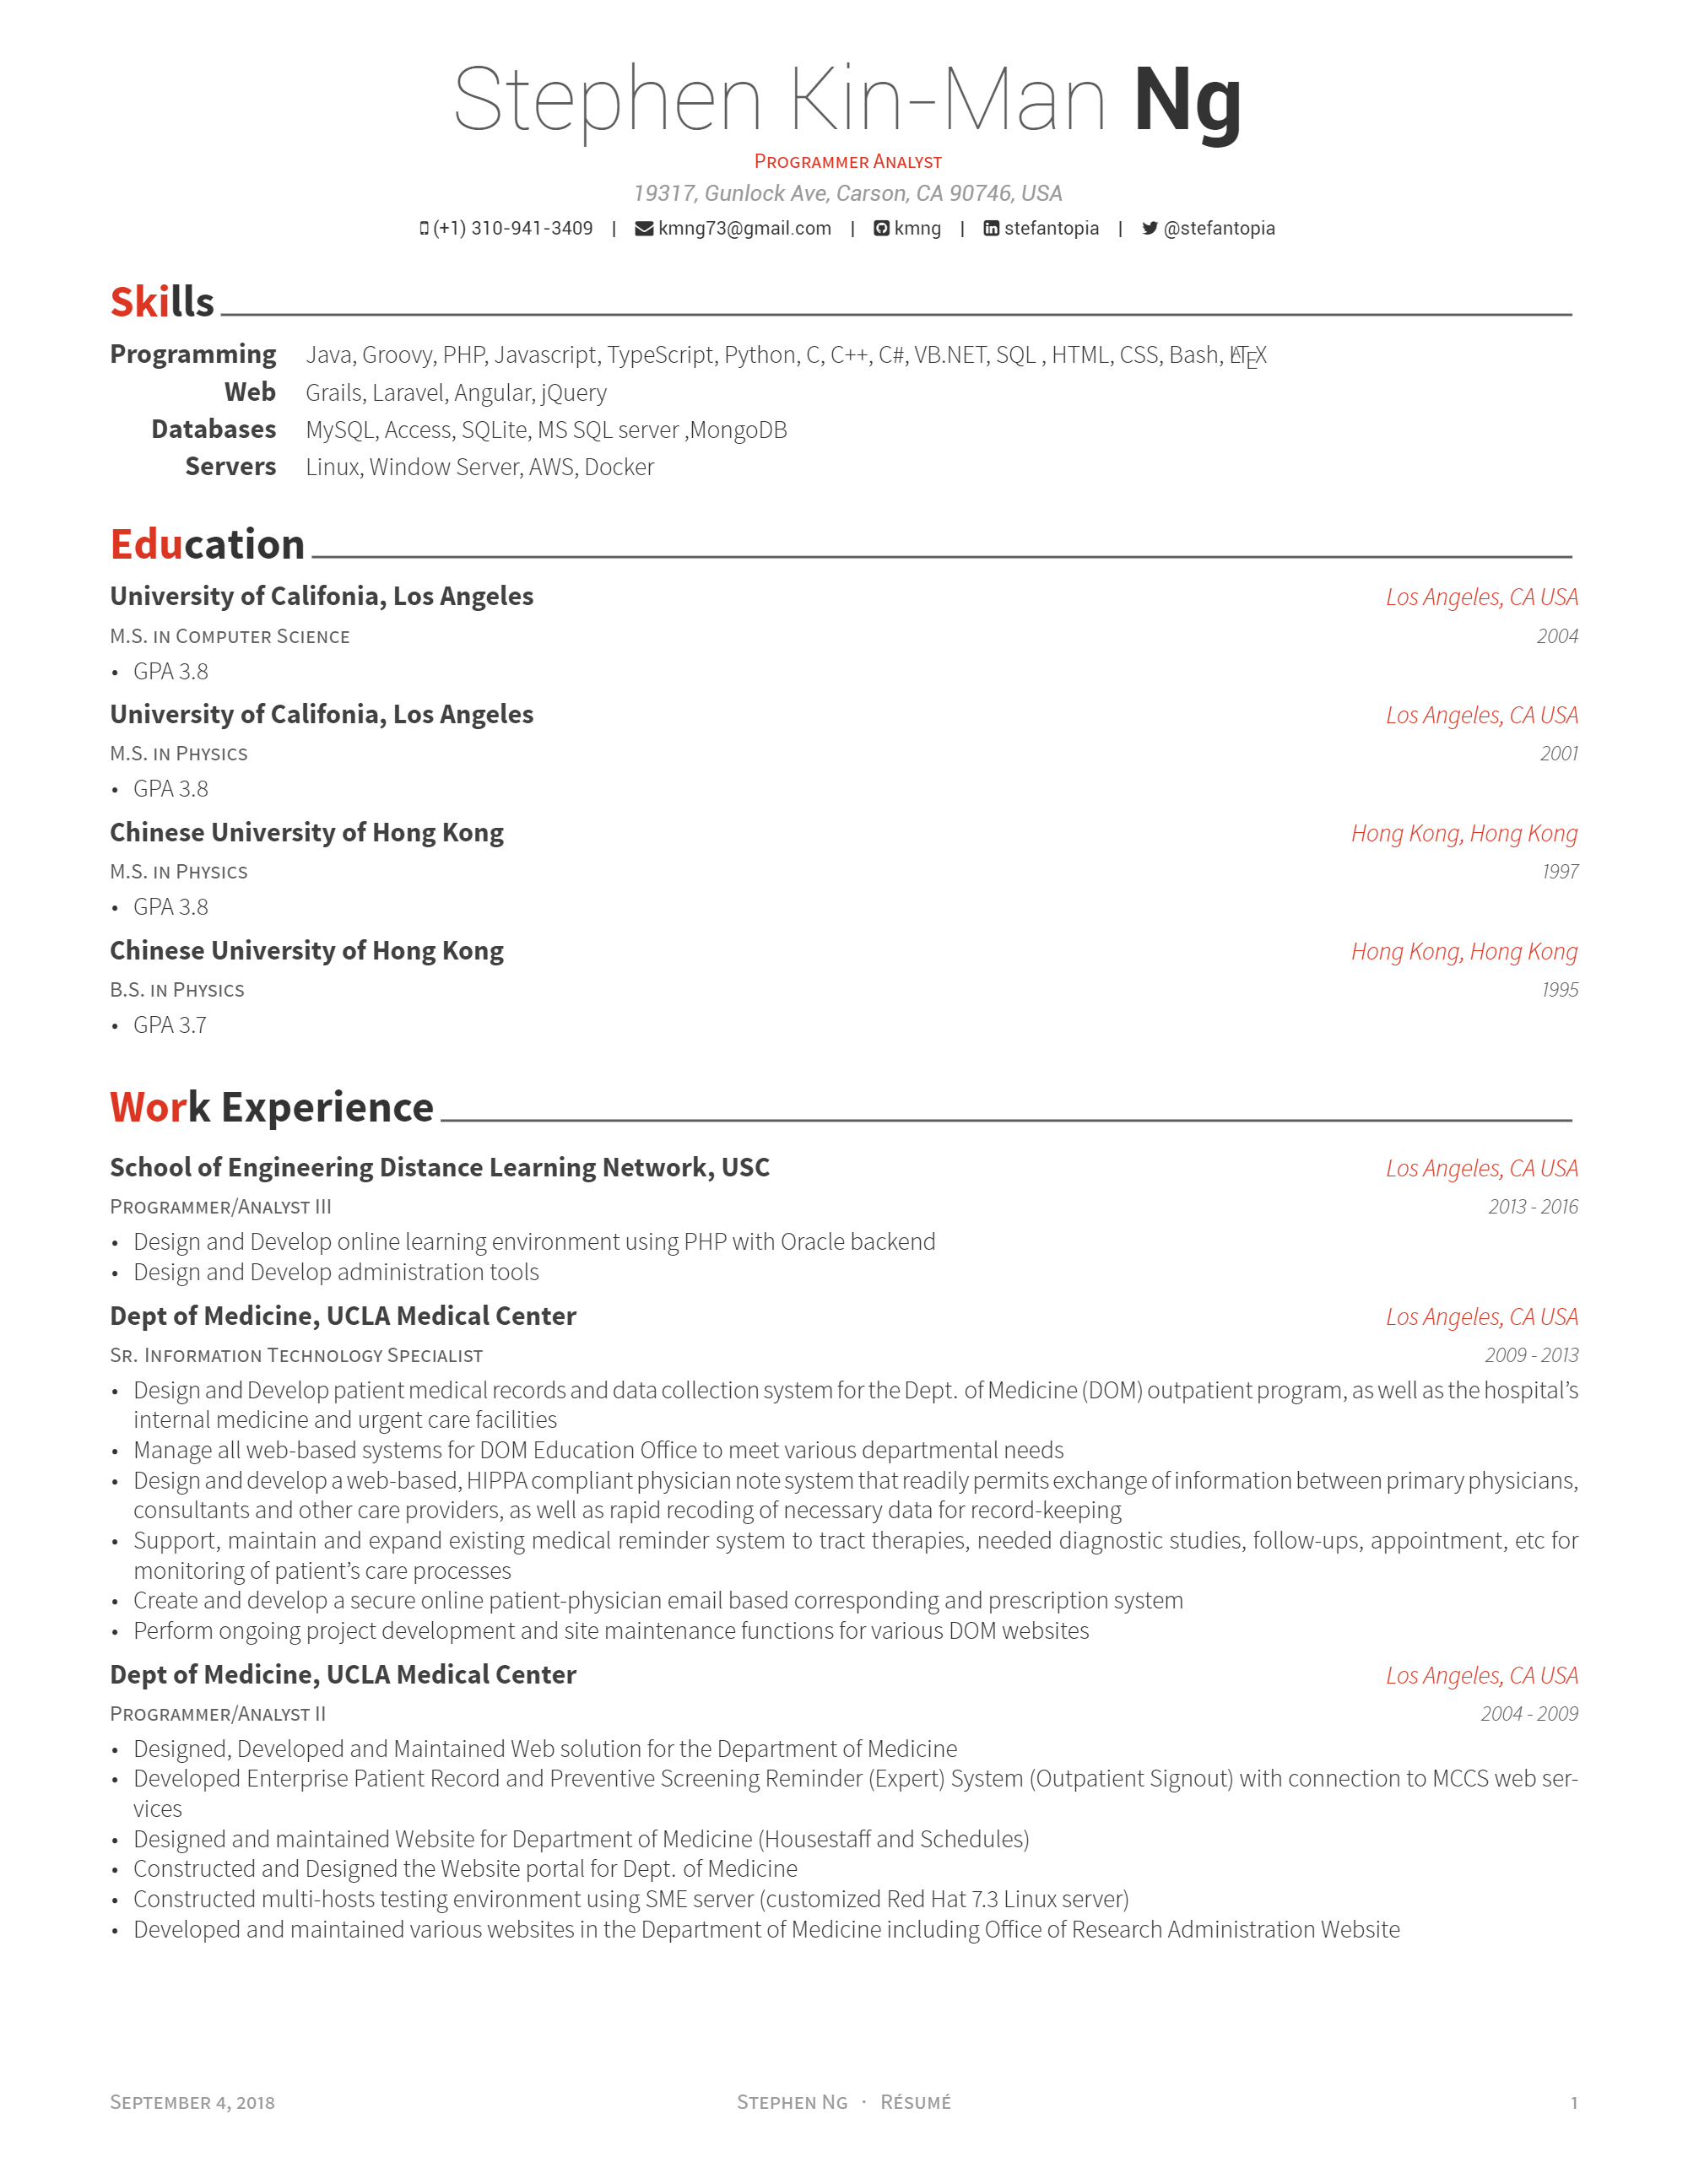 Stephen Kin-Man Ng
Programmer Analyst
19317, Gunlock Ave, Carson, CA 90746, USA
(+1) 310-941-3409 | kmng73@gmail.com | kmng | stefantopia | @stefantopia
Skills
Programming Java, Groovy, PHP, Javascript, TypeScript, Python, C, C++, C#, VB.NET, SQL , HTML, CSS, Bash, LATEX
Web Grails, Laravel, Angular, jQuery
Databases MySQL, Access, SQLite, MS SQL server ,MongoDB
Servers Linux, Window Server, AWS, Docker
Education
University of Califonia, Los Angeles Los Angeles, CA USA
M.S. in Computer Science 2004
• GPA 3.8
University of Califonia, Los Angeles Los Angeles, CA USA
M.S. in Physics 2001
• GPA 3.8
Chinese University of Hong Kong Hong Kong, Hong Kong
M.S. in Physics 1997
• GPA 3.8
Chinese University of Hong Kong Hong Kong, Hong Kong
B.S. in Physics 1995
• GPA 3.7
Work Experience
School of Engineering Distance Learning Network, USC Los Angeles, CA USA
Programmer/Analyst III 2013 - 2016
• Design and Develop online learning environment using PHP with Oracle backend
• Design and Develop administration tools
Dept of Medicine, UCLA Medical Center Los Angeles, CA USA
Sr. Information Technology Specialist 2009 - 2013
• Design and Develop patient medical records and data collection system for the Dept. of Medicine (DOM) outpatient program, as well as the hospital’s
internal medicine and urgent care facilities
• Manage all web-based systems for DOM Education Office to meet various departmental needs
• Design and develop a web-based, HIPPA compliant physician note system that readily permits exchange of information between primary physicians,
consultants and other care providers, as well as rapid recoding of necessary data for record-keeping
• Support, maintain and expand existing medical reminder system to tract therapies, needed diagnostic studies, follow-ups, appointment, etc for
monitoring of patient’s care processes
• Create and develop a secure online patient-physician email based corresponding and prescription system
• Perform ongoing project development and site maintenance functions for various DOM websites
Dept of Medicine, UCLA Medical Center Los Angeles, CA USA
Programmer/Analyst II 2004 - 2009
• Designed, Developed and Maintained Web solution for the Department of Medicine
• Developed Enterprise Patient Record and Preventive Screening Reminder (Expert) System (Outpatient Signout) with connection to MCCS web ser-
vices
• Designed and maintained Website for Department of Medicine (Housestaff and Schedules)
• Constructed and Designed the Website portal for Dept. of Medicine
• Constructed multi-hosts testing environment using SME server (customized Red Hat 7.3 Linux server)
• Developed and maintained various websites in the Department of Medicine including Office of Research Administration Website
September 4, 2018 Stephen Ng · Résumé 1